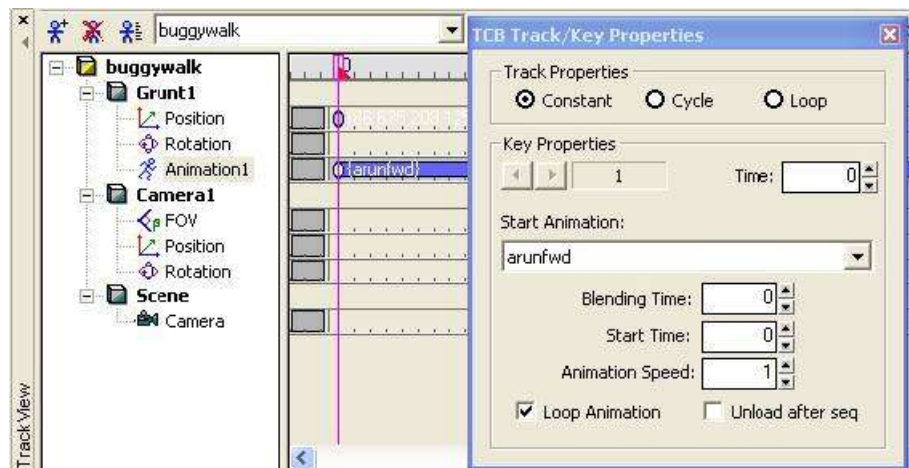 buggywalk
TCB Track/Key Properties
buggywalk
Grunt1
Position
Rotation
Animation1
Camera1
FOV
Position
Rotation
Scene
Camera
{arunfwd}
Track Properties
Constant Cycle Loop
Key Properties
1 Time: 0
Start Animation:
arunfwd
Blending Time: 0
Start Time: 0
Animation Speed: 1
Loop Animation Unload after seq
Track View